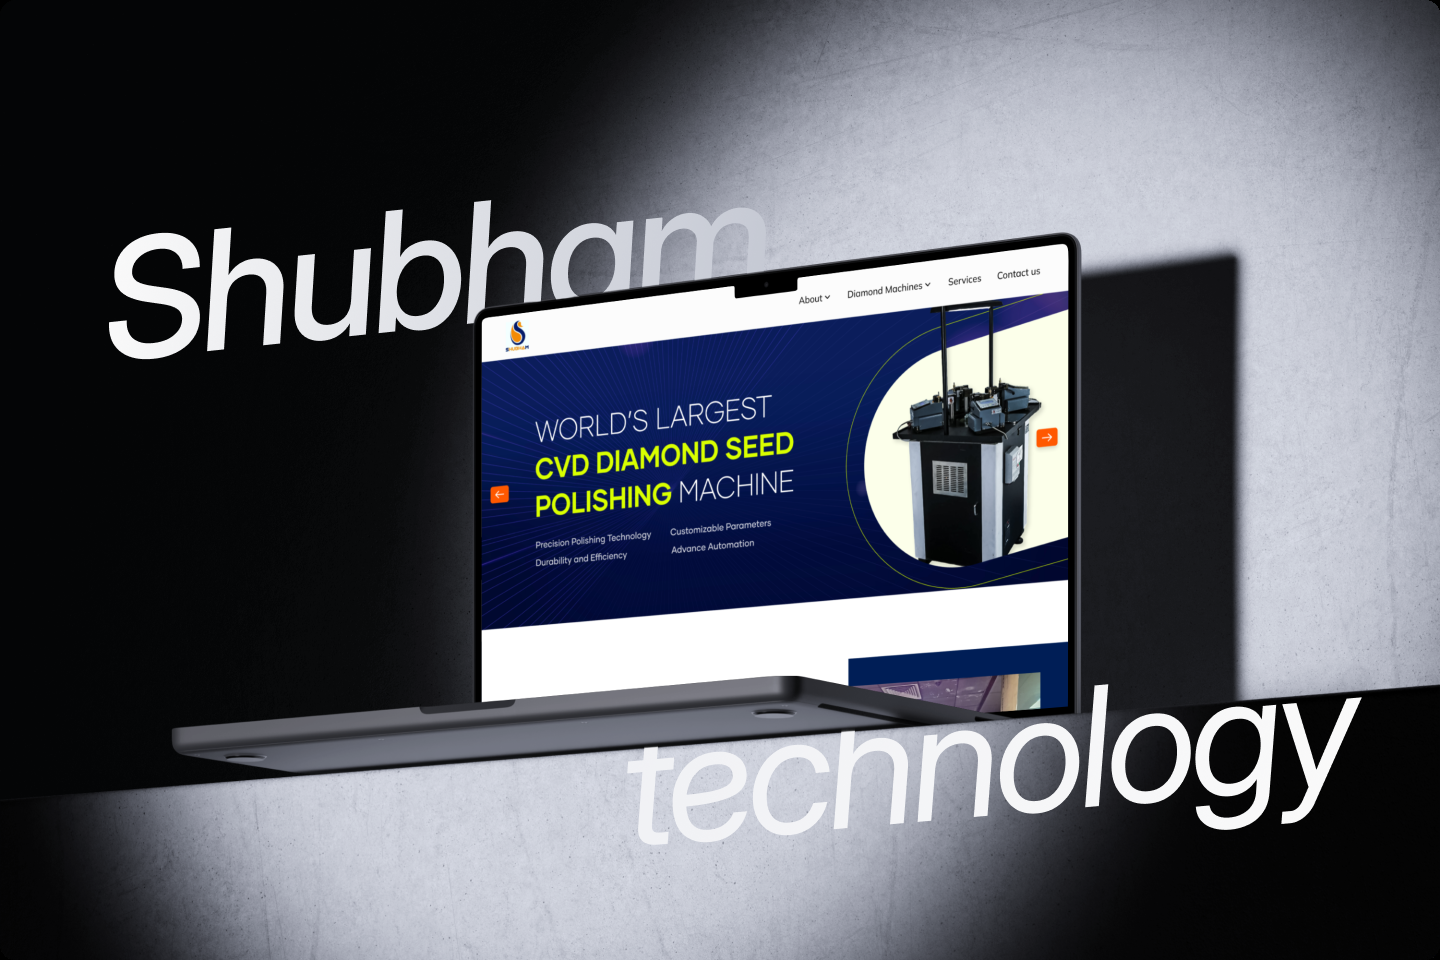 Shubham
About
Diamond Machines
Services
Contact us
SHUBHAM
WORLD'S LARGEST
CVD DIAMOND SEED
POLISHING MACHINE
Precision Polishing Technology
Customizable Parameters
Durability and Efficiency
Advance Automation
technology